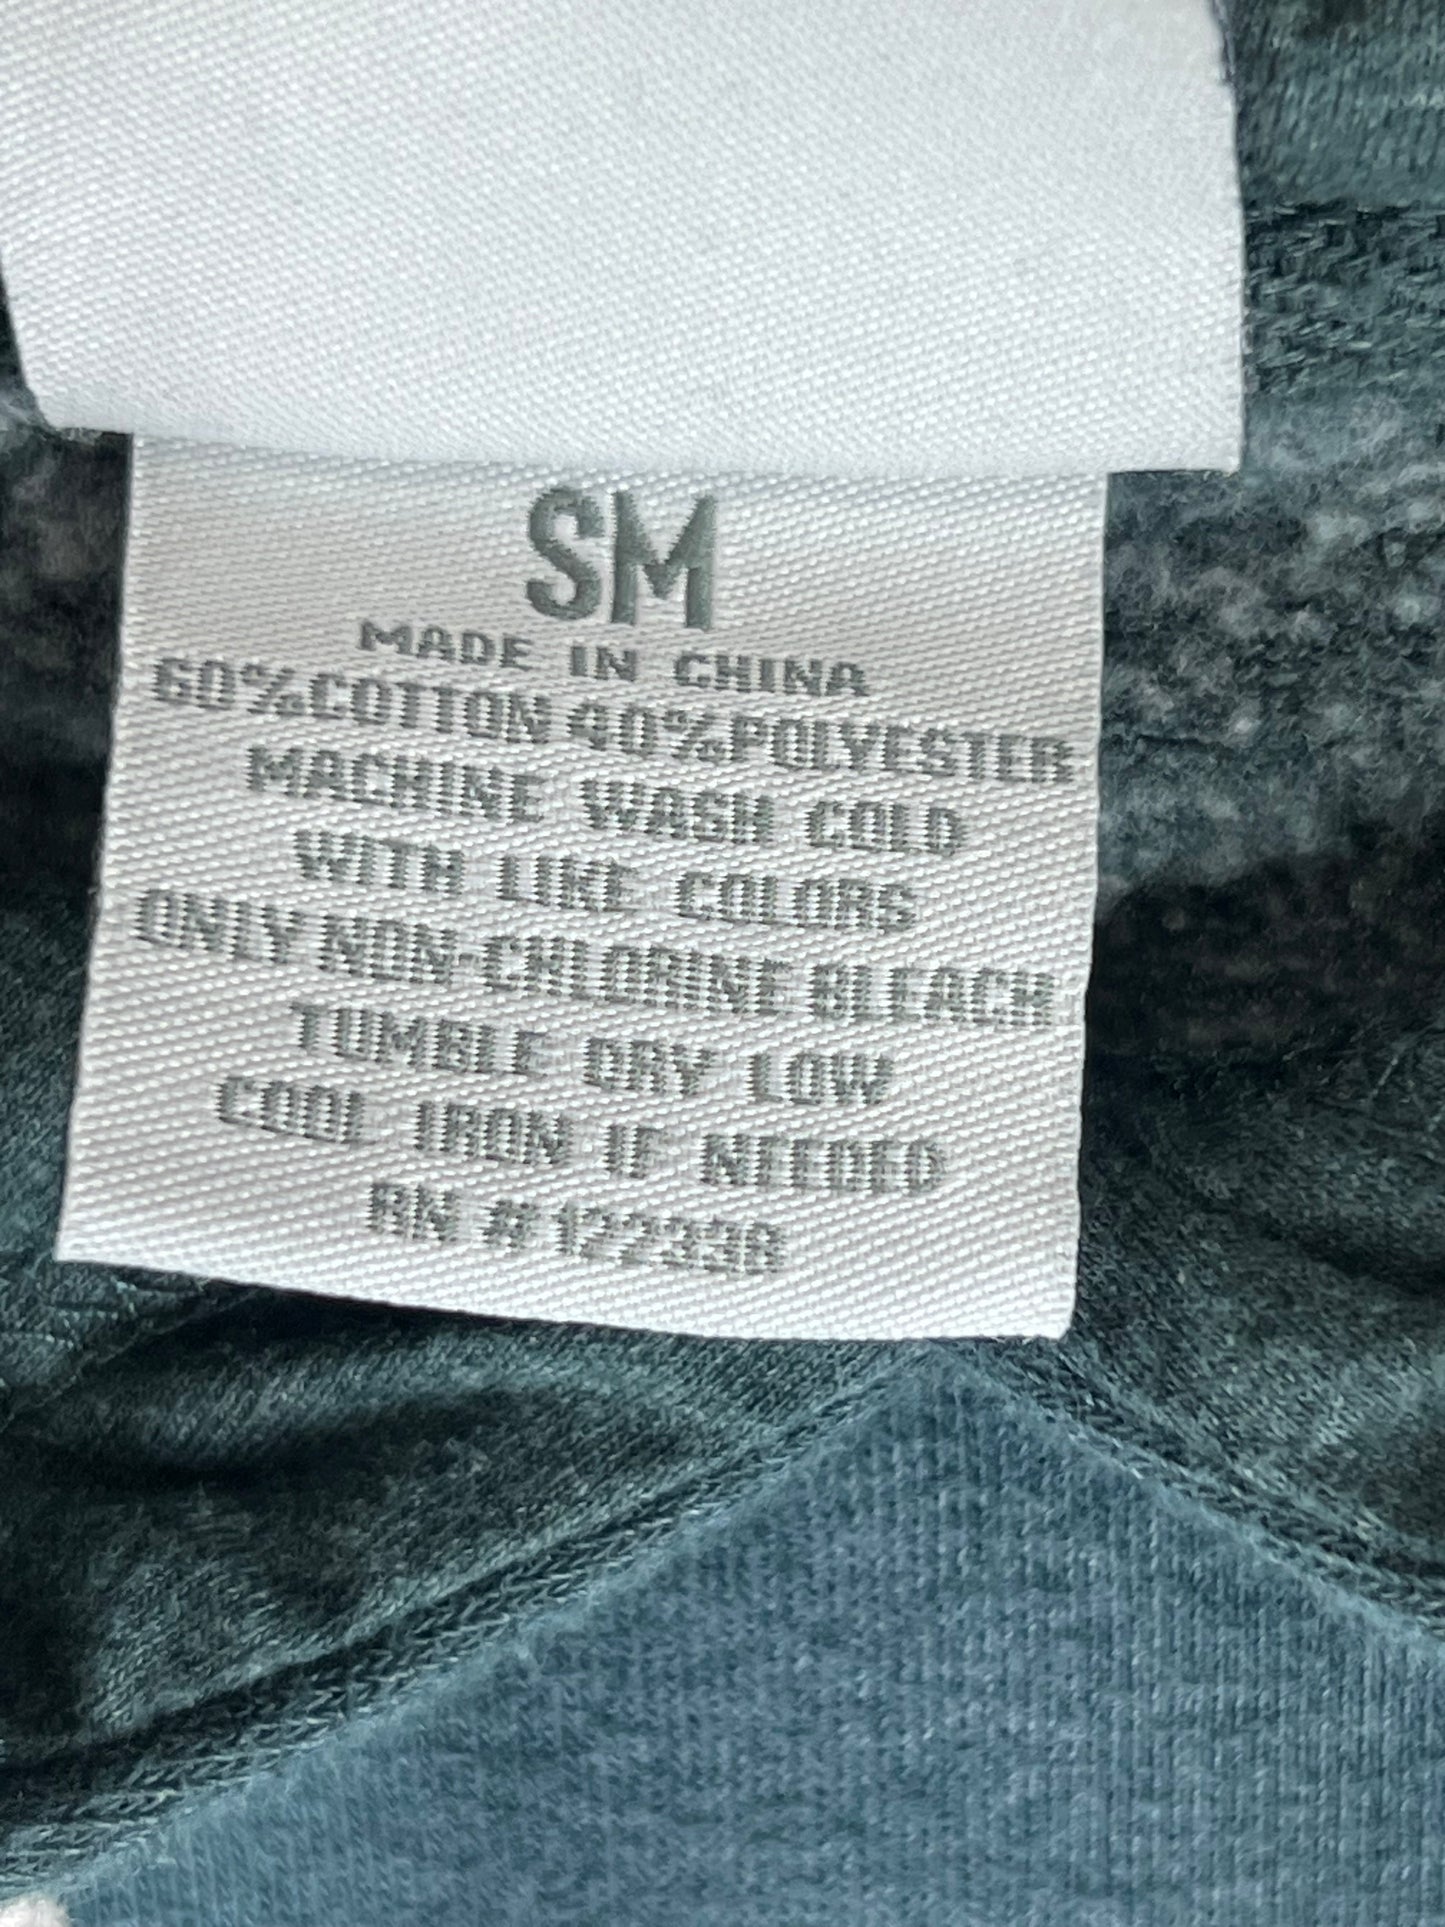 SM
MADE IN CHINA
60%COTTON 40%POLYESTER
MACHINE WASH COLD
WITH LIKE COLORS
ONLY NON-CHLORINE BLEACH
TUMBLE DRY LOW
COOL IRON IF NEEDED
RN #122338